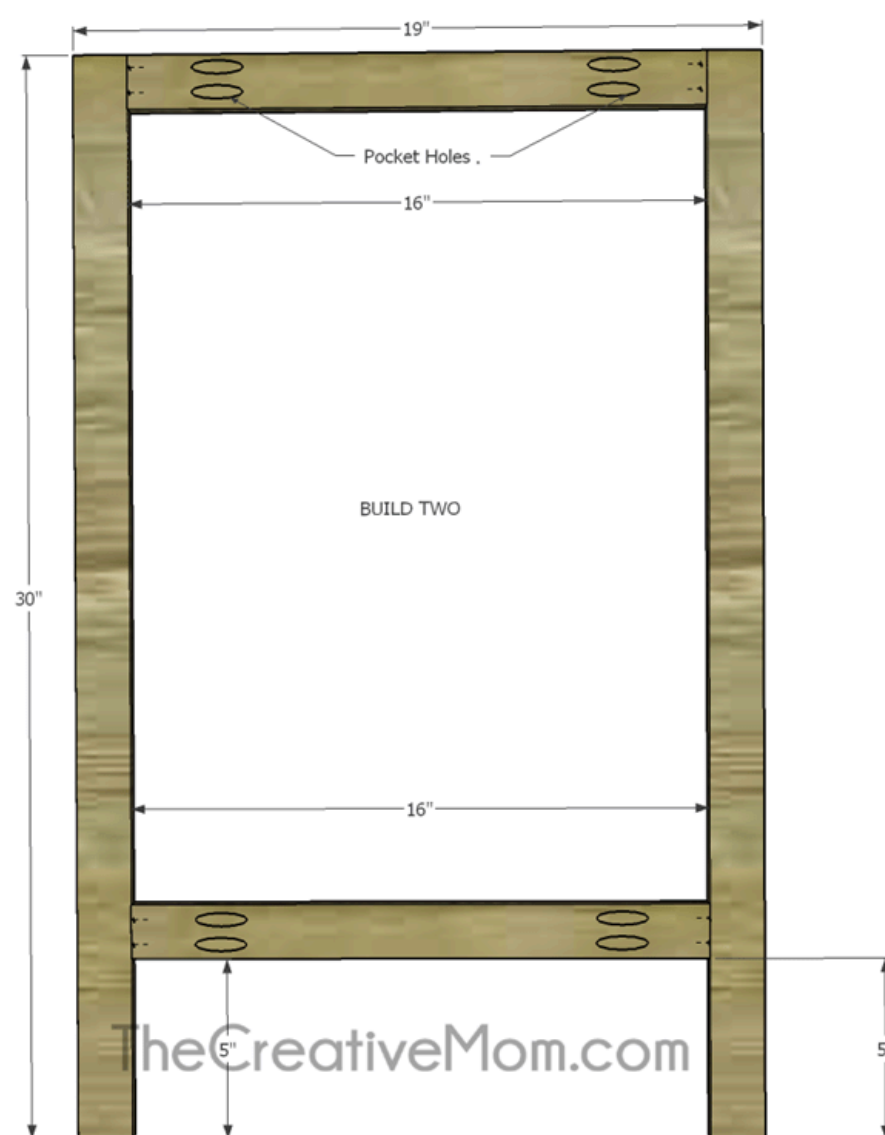 19"
Pocket Holes .
16"
BUILD TWO
30"
16"
TheCreativeMom.com
5"
5